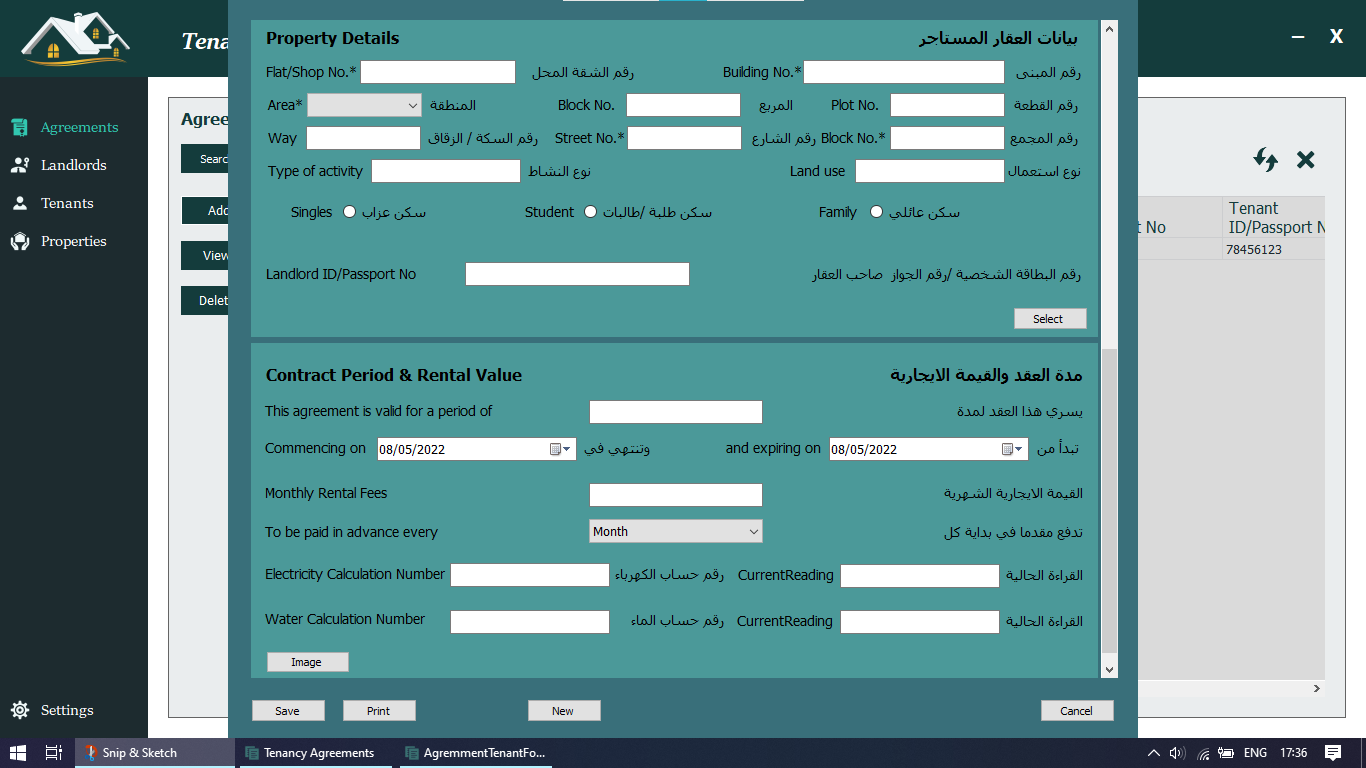 Tena
X
Agreements
Landlords
Tenants
Properties
Settings
Agree
Searc
Add
View
Delet
Property Details بيانات العقار المستاجر
Flat/Shop No.* رقم الشقة المحل Building No.* رقم المبنى
Area* المنطقة Block No. المربع Plot No. رقم القطعة
Way رقم السكة / الزقاق Street No.* رقم الشارع Block No.* رقم المجمع
Type of activity نوع النشاط Land use نوع استعمال
Singles سكن عزاب Student سكن طلبة /طالبات Family سكن عائلي
Landlord ID/Passport No رقم البطاقة الشخصية /رقم الجواز صاحب العقار
Select
Contract Period & Rental Value مدة العقد والقيمة الايجارية
This agreement is valid for a period of يسري هذا العقد لمدة
Commencing on 08/05/2022 وتنتهي في and expiring on 08/05/2022 تبدأ من
Monthly Rental Fees القيمة الايجارية الشهرية
To be paid in advance every Month تدفع مقدما في بداية كل
Electricity Calculation Number رقم حساب الكهرباء CurrentReading القراءة الحالية
Water Calculation Number رقم حساب الماء CurrentReading القراءة الحالية
Image
Save Print New Cancel
t No
Tenant
ID/Passport N
78456123
Snip & Sketch Tenancy Agreements AgremmentTenantFo... ENG 17:36